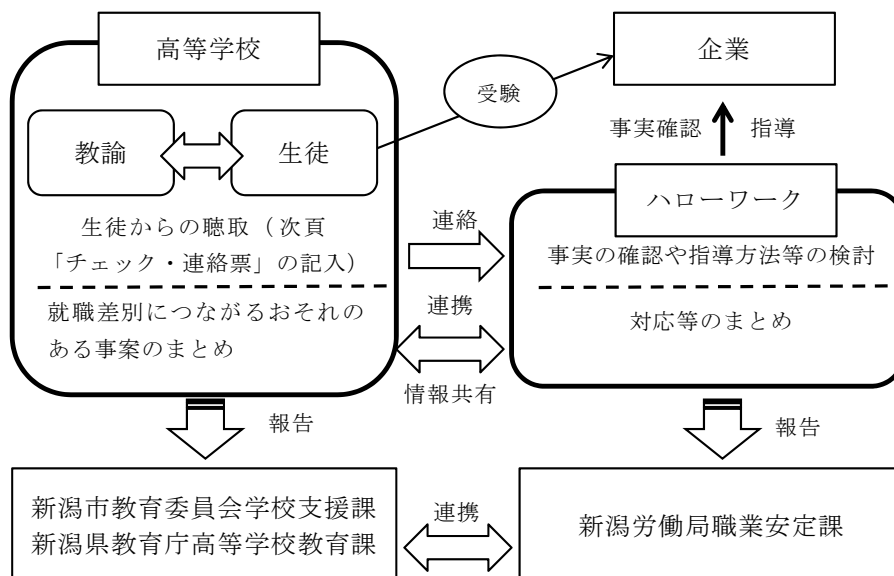 高等学校
企業
受験
教諭
生徒
事実確認
指導
ハローワーク
生徒からの聴取（次頁
「チェック・連絡票」の記入）
連絡
事実の確認や指導方法等の検討
就職差別につながるおそれの
ある事案のまとめ
連携
情報共有
対応等のまとめ
報告
報告
新潟市教育委員会学校支援課
新潟県教育庁高等学校教育課
連携
新潟労働局職業安定課